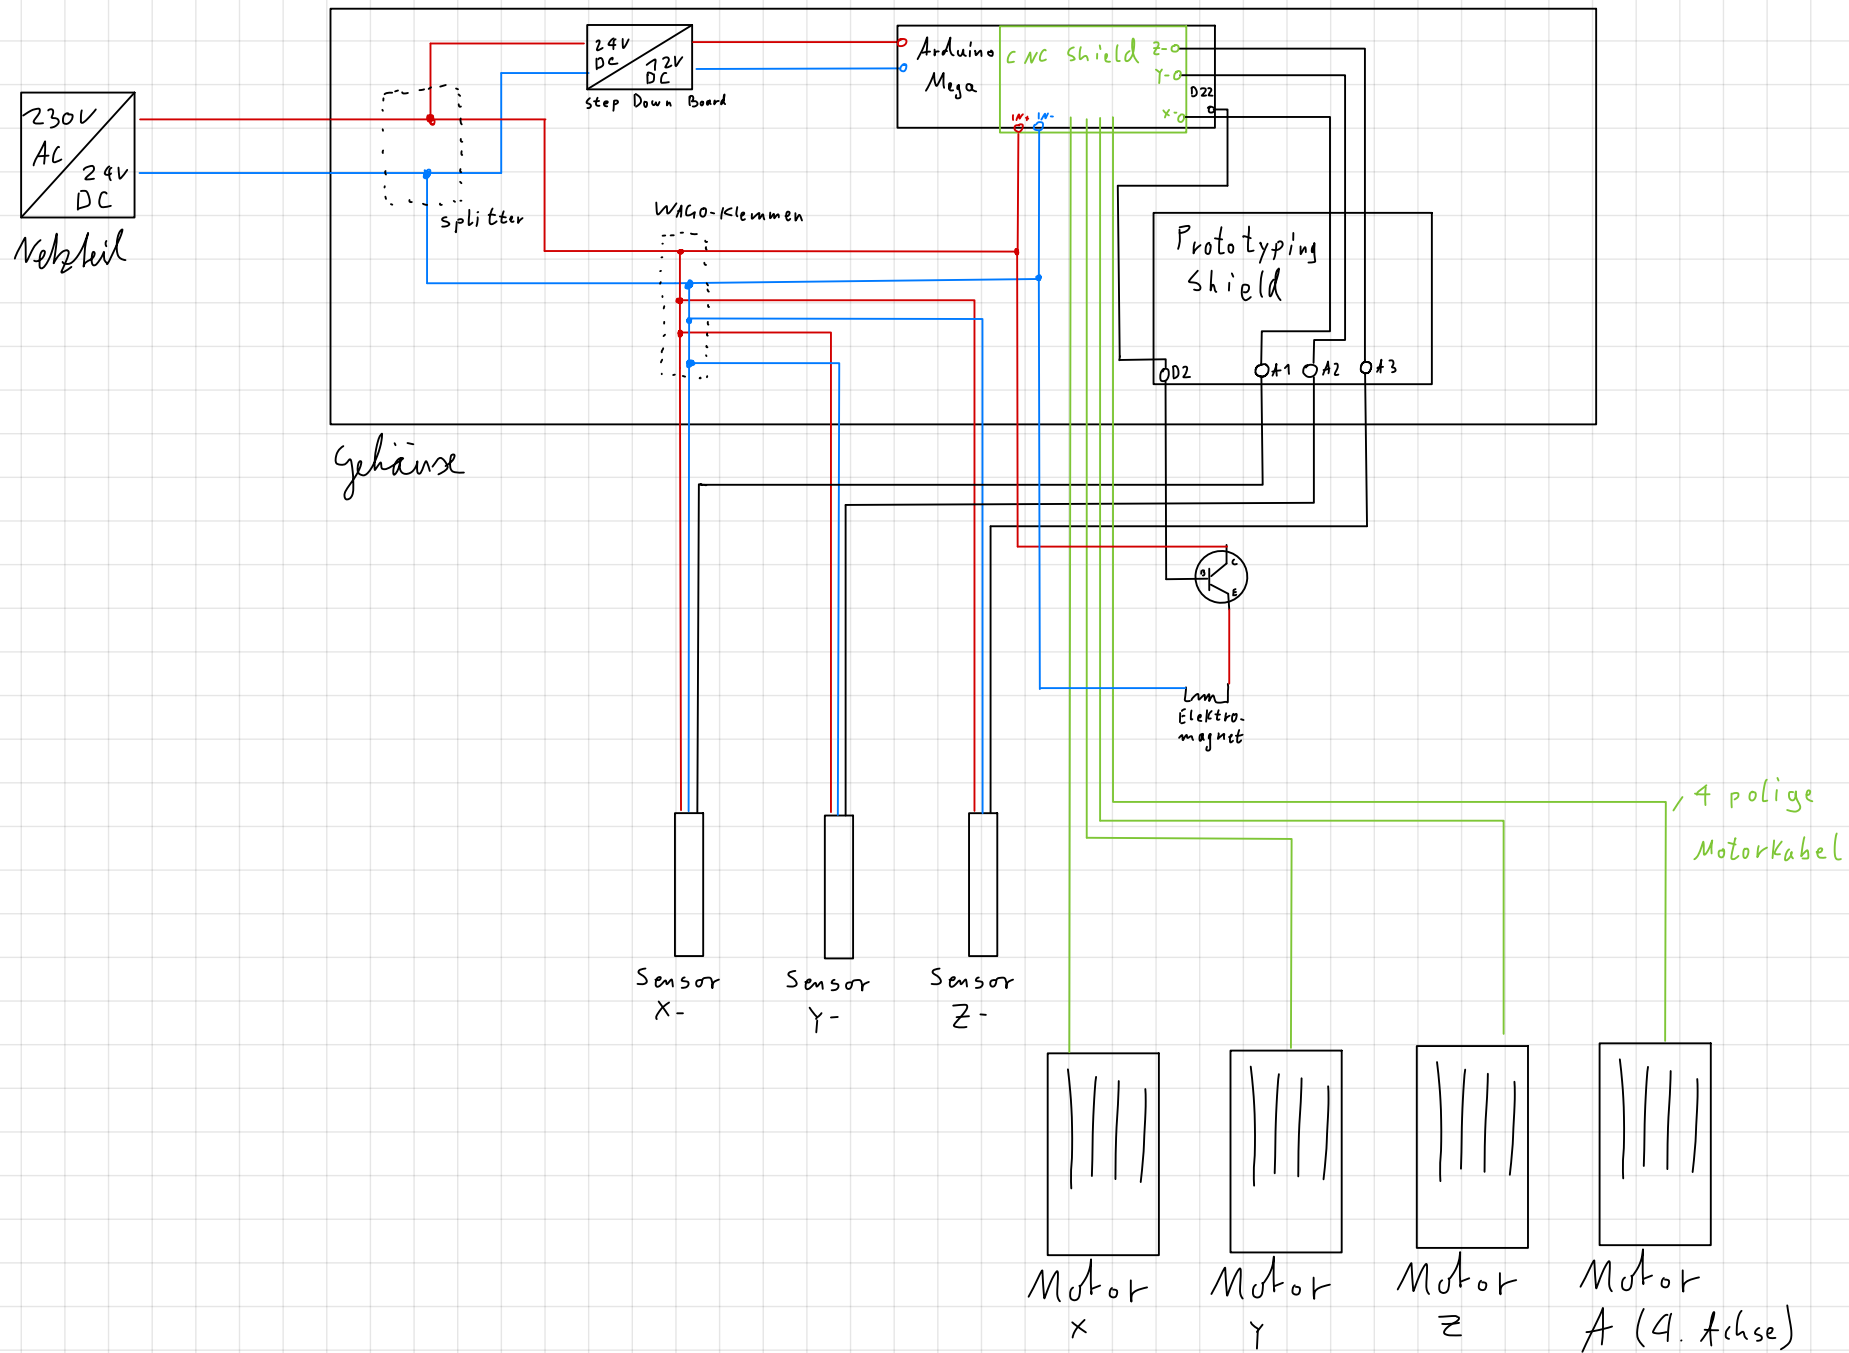 230V
AC
24V
DC
Netzteil
splitter
24V
DC
12V
DC
Step Down Board
Arduino
Mega
CNC Shield
Z-
Y-
X-
D22
IN+
IN-
WAGO-Klemmen
Prototyping
Shield
D2
A1
A2
A3
Gehäuse
B
C
E
Elektro-
magnet
4 polige
Motorkabel
Sensor
X-
Sensor
Y-
Sensor
Z-
Motor
X
Motor
Y
Motor
Z
Motor
A (4. Achse)